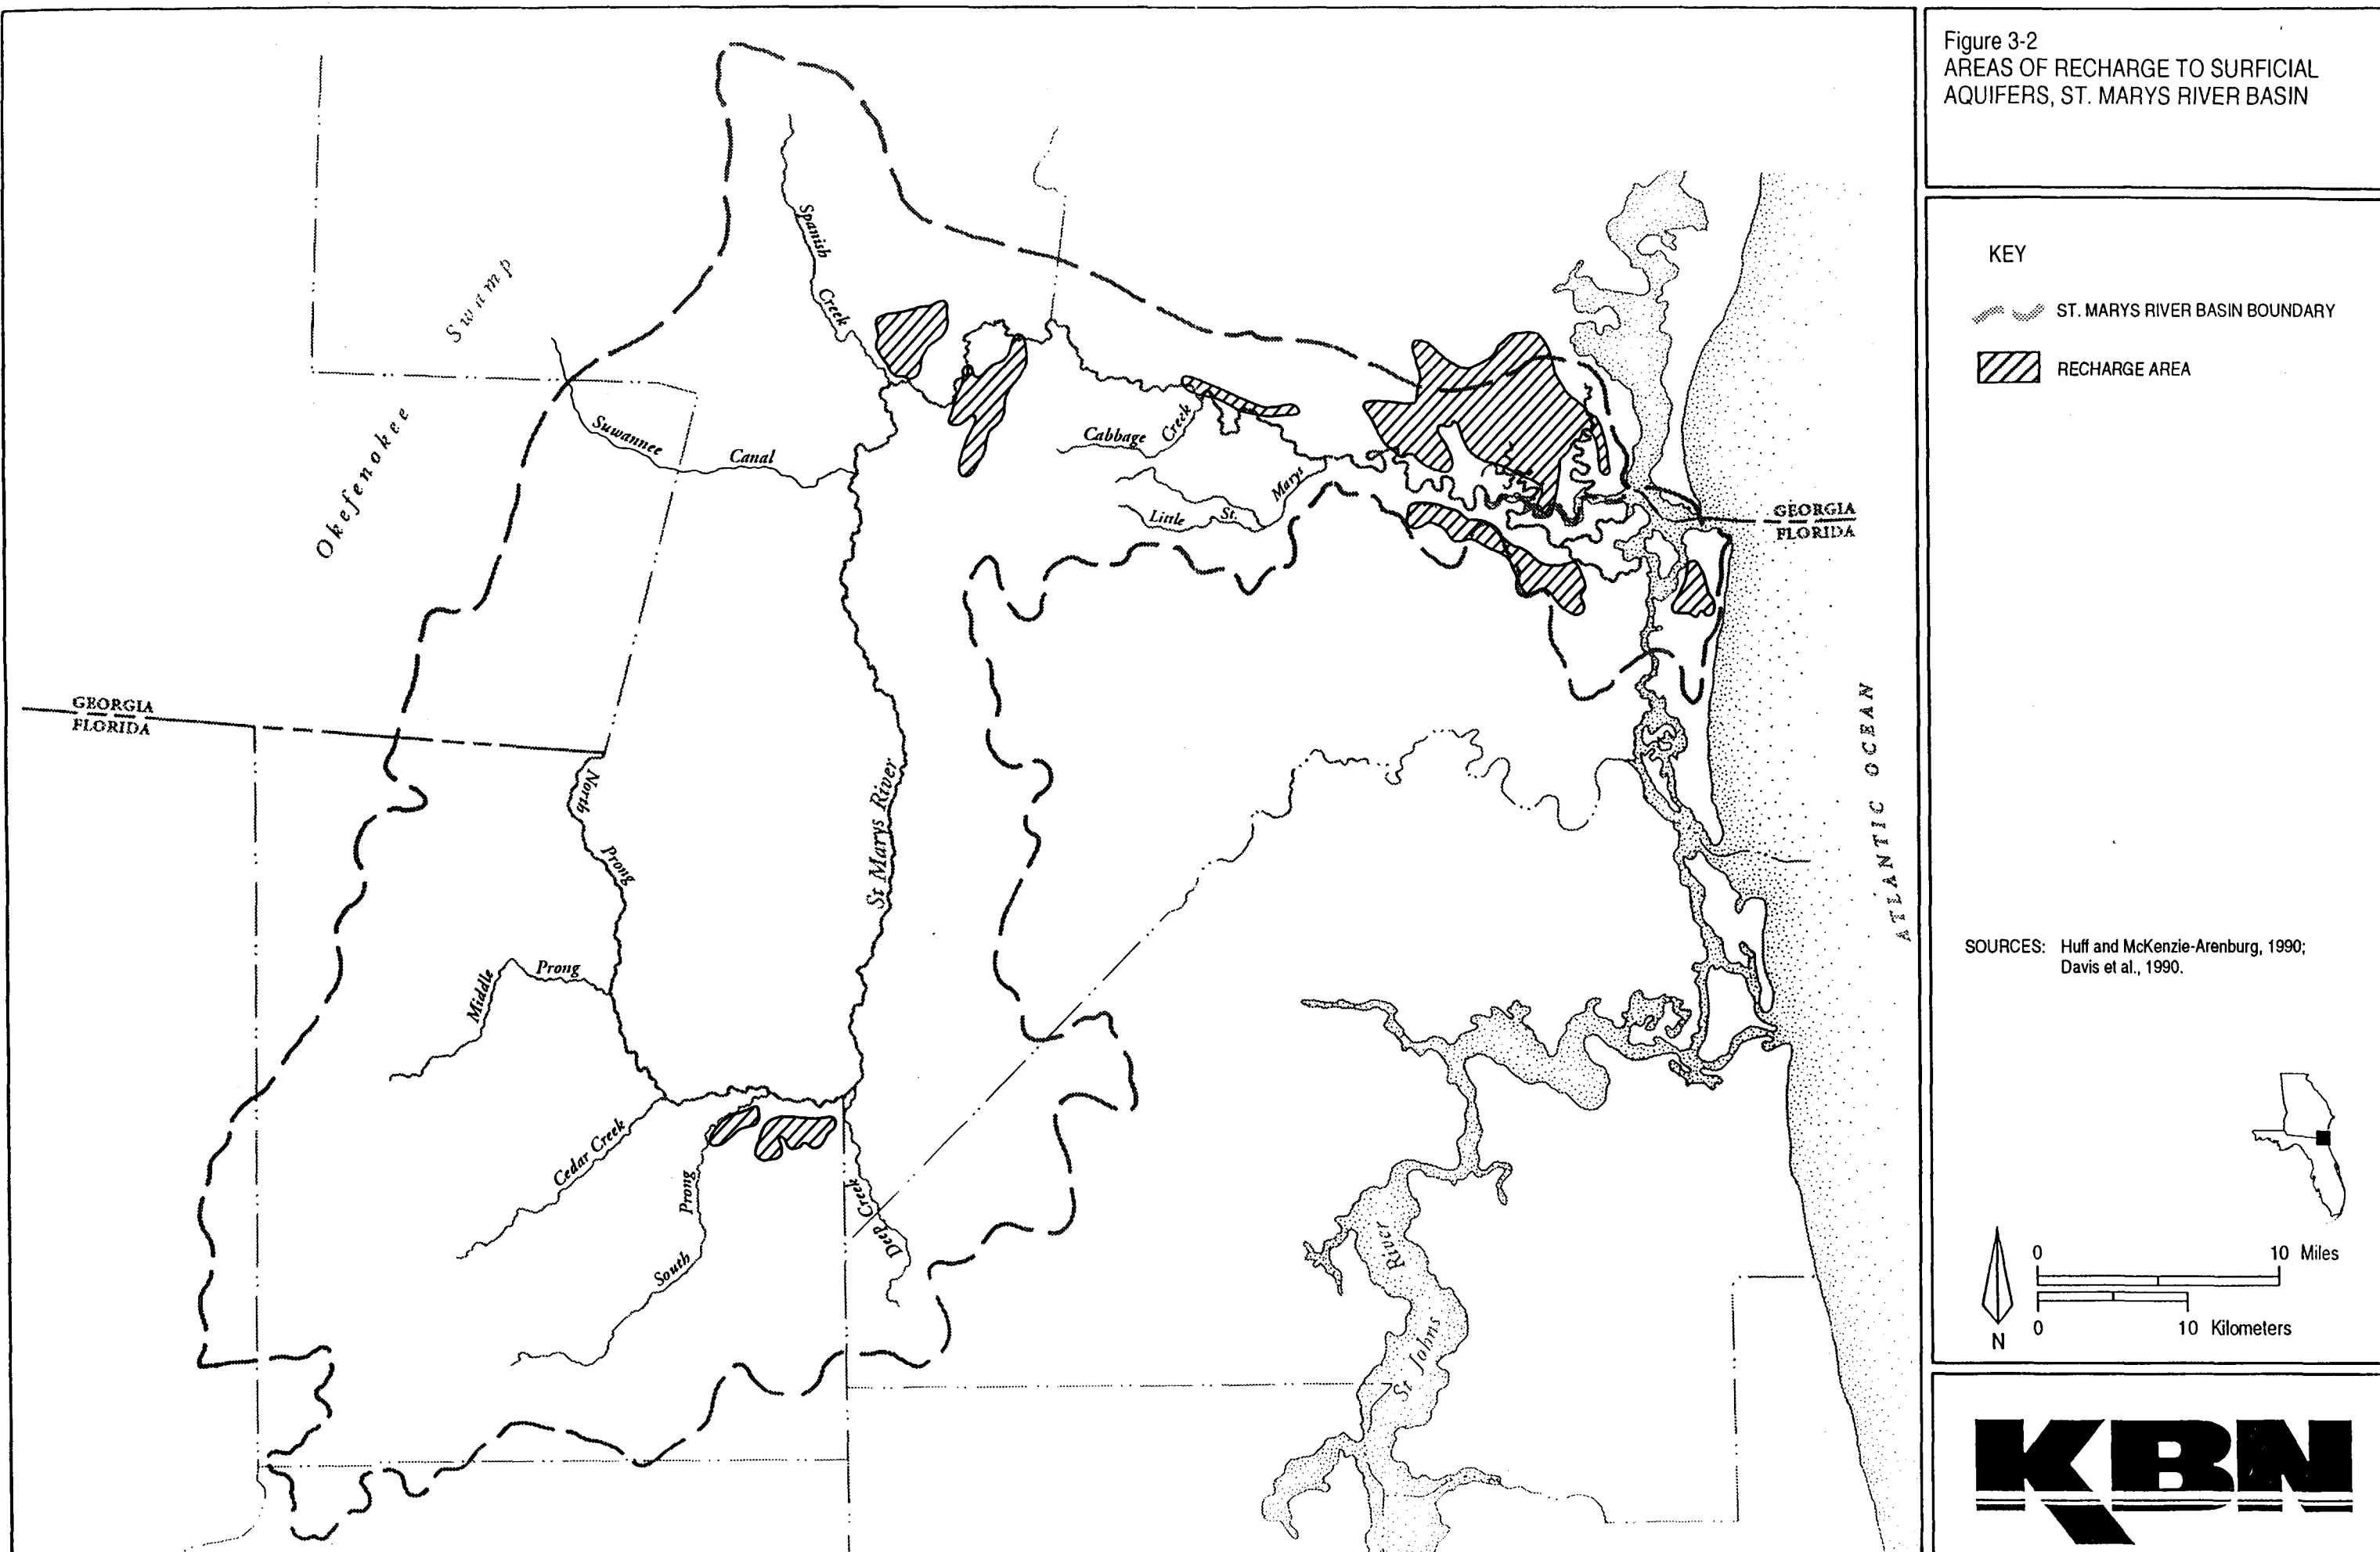 Figure 3-2
AREAS OF RECHARGE TO SURFICIAL
AQUIFERS, ST. MARYS RIVER BASIN
KEY
ST. MARYS RIVER BASIN BOUNDARY
RECHARGE AREA
SOURCES: Huff and McKenzie-Arenburg, 1990;
Davis et al., 1990.
0 10 Miles
0 10 Kilometers
N
KBN
Okefenokee
Swamp
Spanish
Creek
Suwannee
Canal
Cabbage
Creek
Little
St.
Marys
GEORGIA
FLORIDA
GEORGIA
FLORIDA
North
Prong
St Marys River
Middle
Prong
Cedar Creek
South
Prong
Deep Creek
St Johns
River
ATLANTIC OCEAN